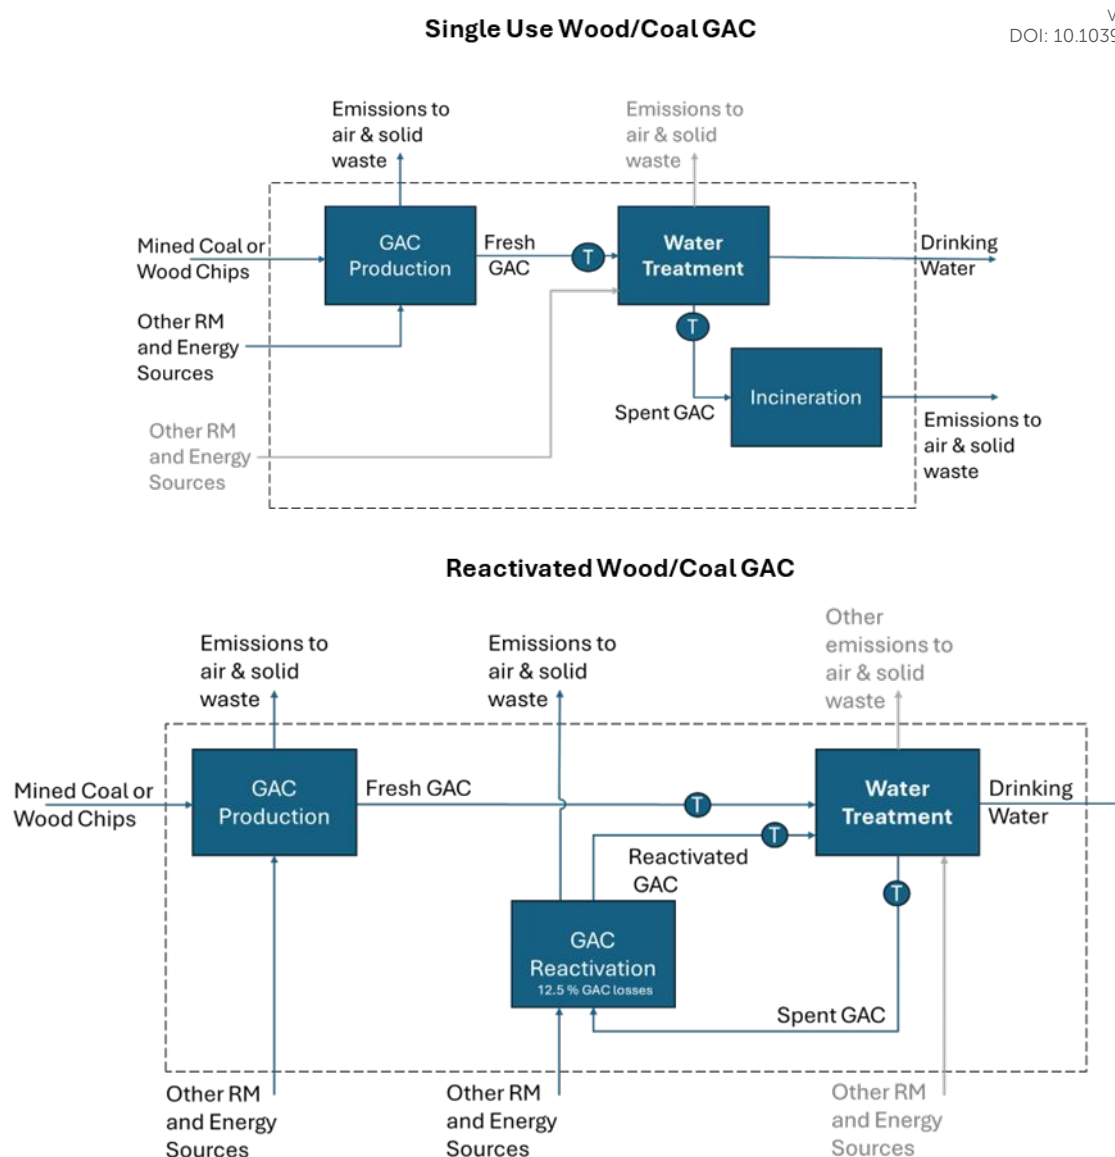 Single Use Wood/Coal GAC
DOI: 10.1039
Emissions to
air & solid
waste
Emissions to
air & solid
waste
Mined Coal or
Wood Chips
GAC
Production
Fresh
GAC
T
Water
Treatment
Drinking
Water
Other RM
and Energy
Sources
T
Spent GAC
Incineration
Emissions to
air & solid
waste
Other RM
and Energy
Sources
Reactivated Wood/Coal GAC
Emissions to
air & solid
waste
Emissions to
air & solid
waste
Other
emissions to
air & solid
waste
Mined Coal or
Wood Chips
GAC
Production
Fresh GAC
T
Water
Treatment
Drinking
Water
T
Reactivated
GAC
T
GAC
Reactivation
12.5 % GAC losses
Spent GAC
Other RM
and Energy
Sources
Other RM
and Energy
Sources
Other RM
and Energy
Sources